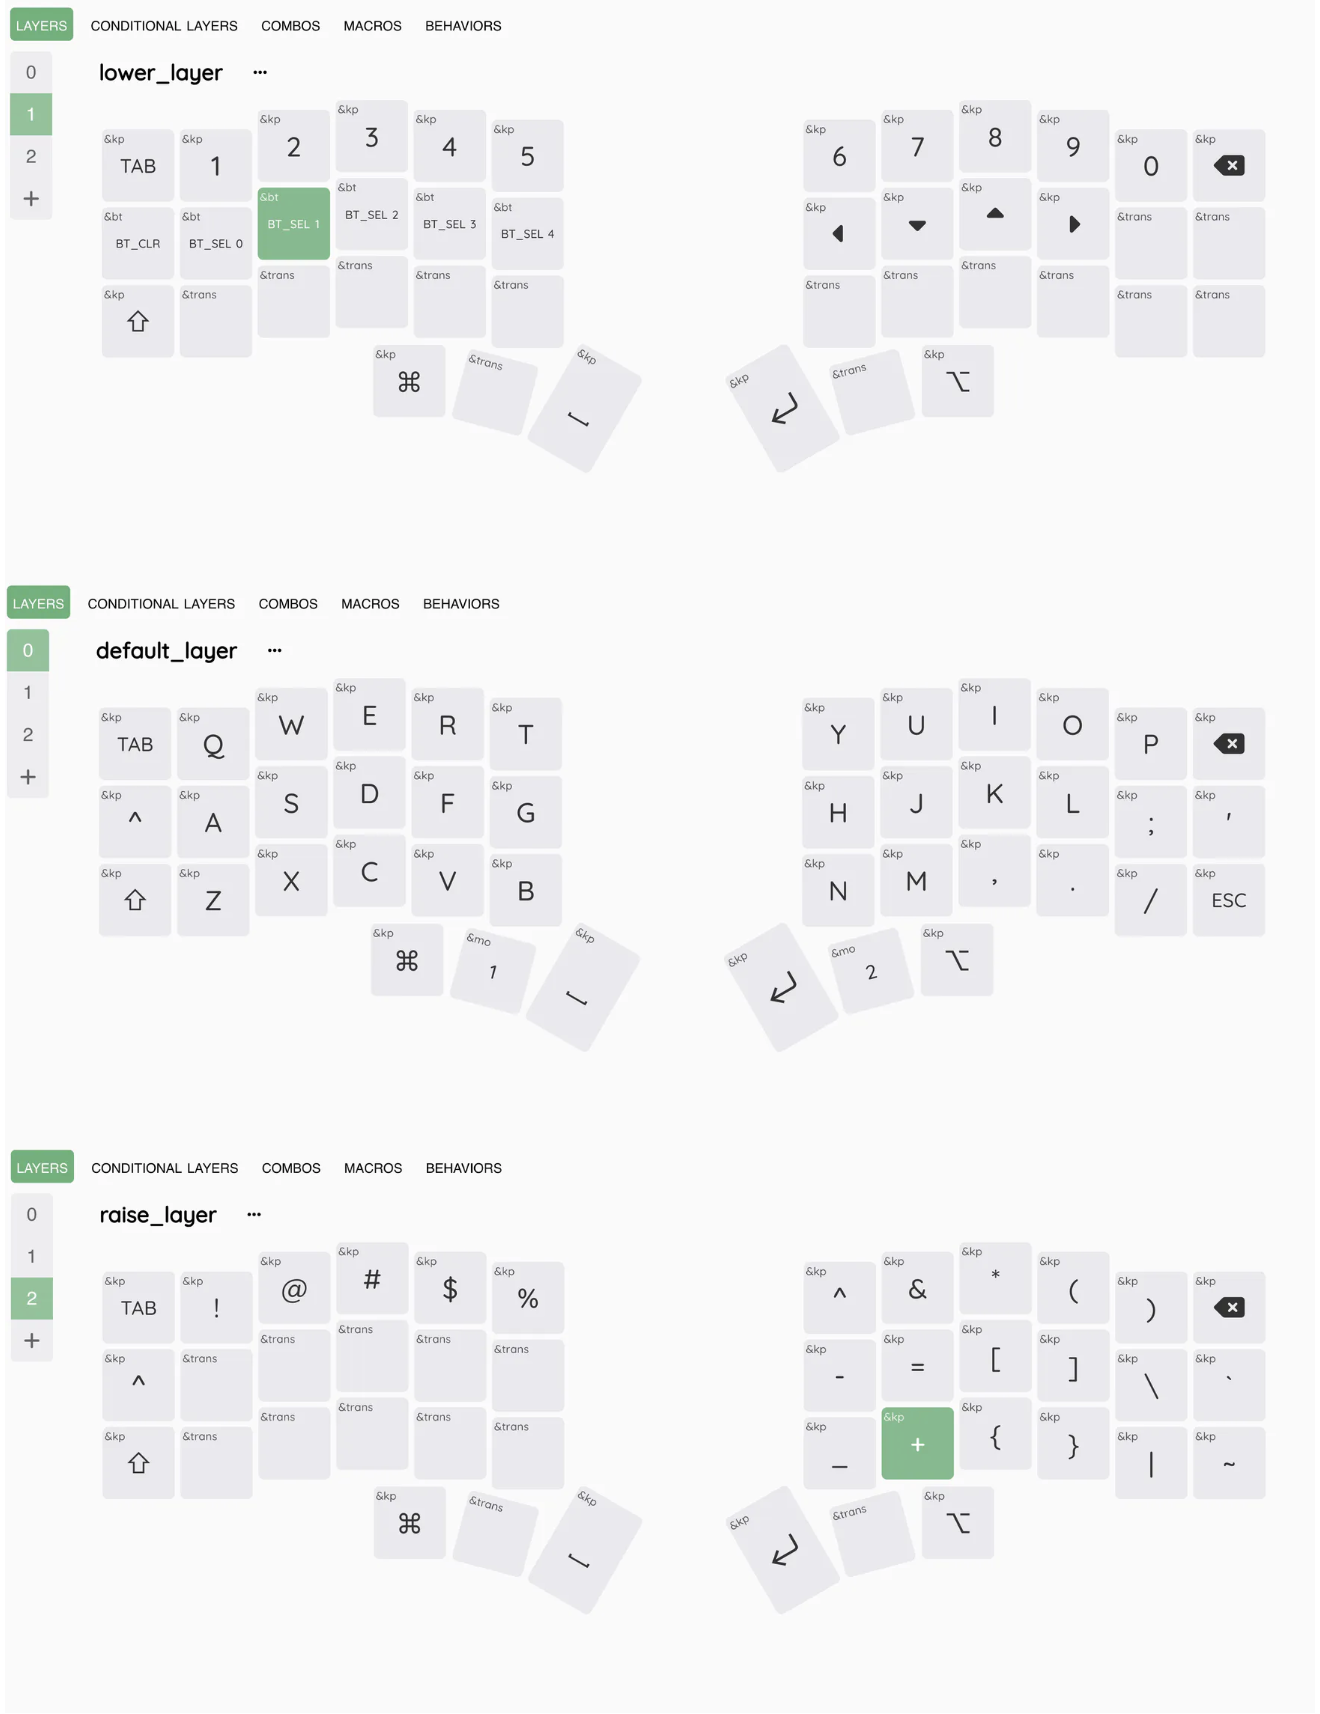 LAYERS CONDITIONAL LAYERS COMBOS MACROS BEHAVIORS
0
1
2
+
lower_layer ...
&kp TAB &kp 1 &kp 2 &kp 3 &kp 4 &kp 5 &kp 6 &kp 7 &kp 8 &kp 9 &kp 0 &kp ⌫
&bt BT_CLR &bt BT_SEL 0 &bt BT_SEL 1 &bt BT_SEL 2 &bt BT_SEL 3 &bt BT_SEL 4 &kp ◀ &kp ▼ &kp ▲ &kp ▶ &trans &trans
&kp ⇧ &trans &trans &trans &trans &trans &trans &trans &trans &trans &trans &trans
&kp ⌘ &trans &kp ⎵ &kp ⏎ &trans &kp ⌥
LAYERS CONDITIONAL LAYERS COMBOS MACROS BEHAVIORS
0
1
2
+
default_layer ...
&kp TAB &kp Q &kp W &kp E &kp R &kp T &kp Y &kp U &kp I &kp O &kp P &kp ⌫
&kp ^ &kp A &kp S &kp D &kp F &kp G &kp H &kp J &kp K &kp L &kp ; &kp '
&kp ⇧ &kp Z &kp X &kp C &kp V &kp B &kp N &kp M &kp , &kp . &kp / &kp ESC
&kp ⌘ &mo 1 &kp ⎵ &kp ⏎ &mo 2 &kp ⌥
LAYERS CONDITIONAL LAYERS COMBOS MACROS BEHAVIORS
0
1
2
+
raise_layer ...
&kp TAB &kp ! &kp @ &kp # &kp $ &kp % &kp ^ &kp & &kp * &kp ( &kp ) &kp ⌫
&kp ^ &trans &trans &trans &trans &trans &kp - &kp = &kp [ &kp ] &kp \ &kp `
&kp ⇧ &trans &trans &trans &trans &trans &kp _ &kp + &kp { &kp } &kp | &kp ~
&kp ⌘ &trans &kp ⎵ &kp ⏎ &trans &kp ⌥